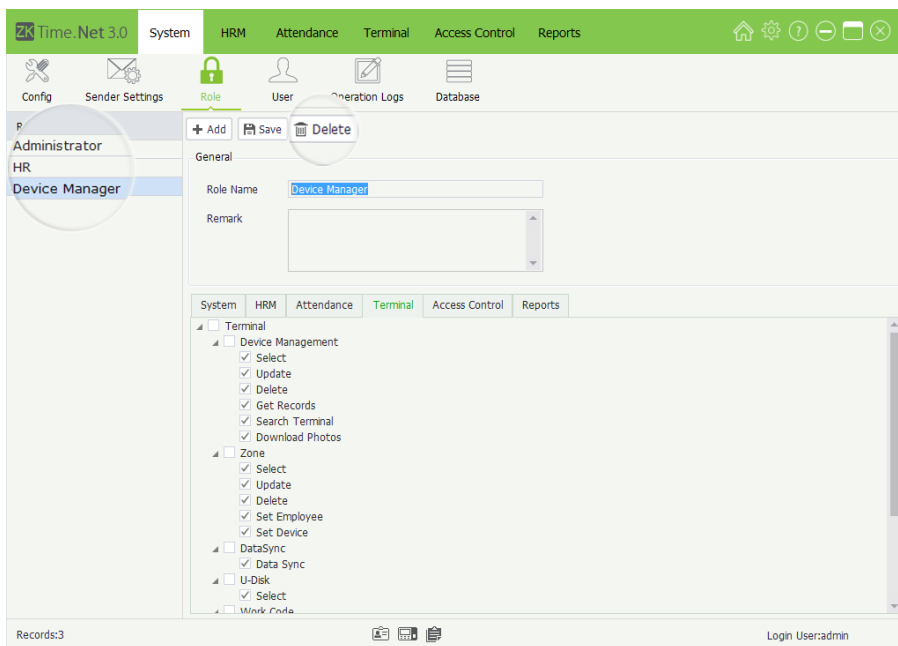 ZK Time.Net 3.0 System HRM Attendance Terminal Access Control Reports
Config Sender Settings Role User Operation Logs Database
Administrator
HR
Device Manager
Add Save Delete
General
Role Name Device Manager
Remark
System HRM Attendance Terminal Access Control Reports
Terminal
Device Management
Select
Update
Delete
Get Records
Search Terminal
Download Photos
Zone
Select
Update
Delete
Set Employee
Set Device
DataSync
Data Sync
U-Disk
Select
Work Code
Records:3 Login User:admin